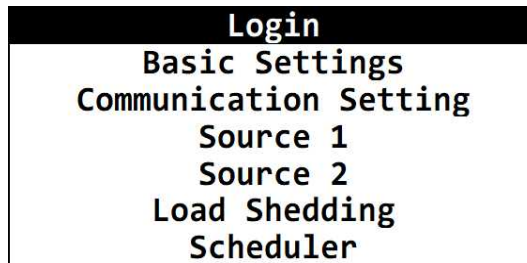 Login
Basic Settings
Communication Setting
Source 1
Source 2
Load Shedding
Scheduler